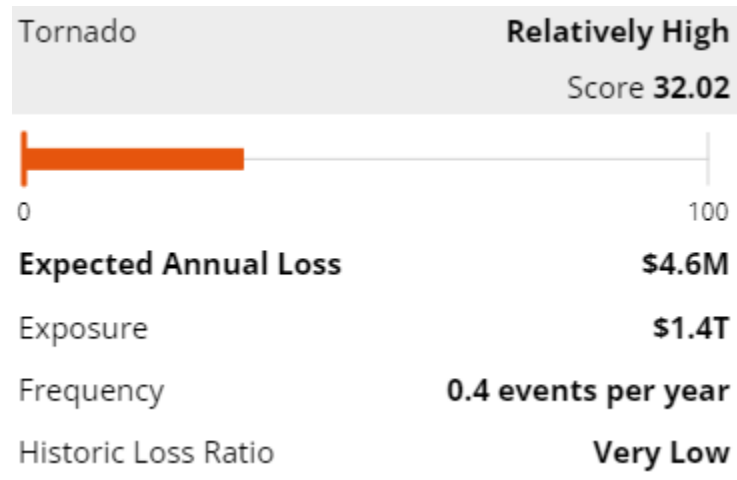 Tornado Relatively High
Score 32.02
0 100
Expected Annual Loss $4.6M
Exposure $1.4T
Frequency 0.4 events per year
Historic Loss Ratio Very Low